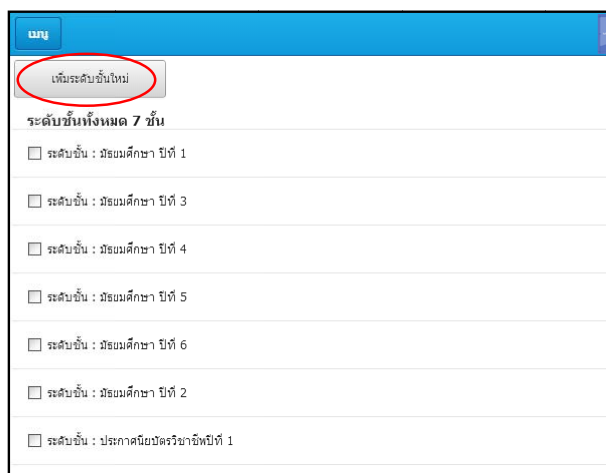 เมนู
เพิ่มระดับชั้นใหม่
ระดับชั้นทั้งหมด 7 ชั้น
ระดับชั้น : มัธยมศึกษา ปีที่ 1
ระดับชั้น : มัธยมศึกษา ปีที่ 3
ระดับชั้น : มัธยมศึกษา ปีที่ 4
ระดับชั้น : มัธยมศึกษา ปีที่ 5
ระดับชั้น : มัธยมศึกษา ปีที่ 6
ระดับชั้น : มัธยมศึกษา ปีที่ 2
ระดับชั้น : ประกาศนียบัตรวิชาชีพปีที่ 1